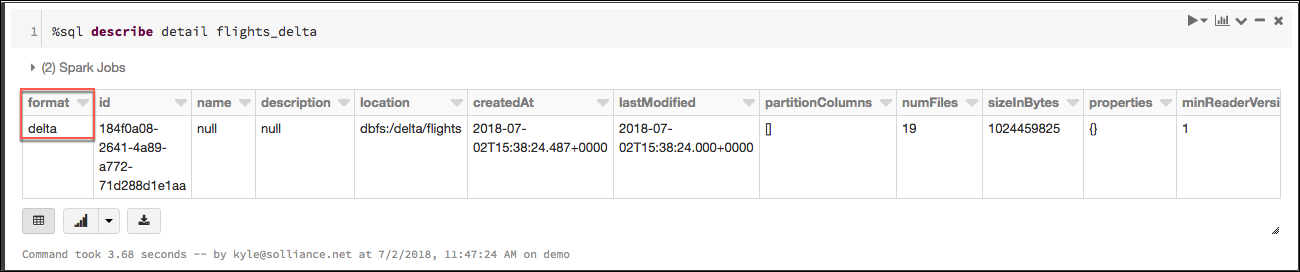 1 %sql describe detail flights_delta
(2) Spark Jobs
format id name description location createdAt lastModified partitionColumns numFiles sizeInBytes properties minReaderVersi
delta 184f0a08- null null dbfs:/delta/flights 2018-07- 2018-07- [] 19 1024459825 {} 1
2641-4a89- 02T15:38:24.487+0000 02T15:38:24.000+0000
a772-
71d288d1e1aa
Command took 3.68 seconds -- by kyle@solliance.net at 7/2/2018, 11:47:24 AM on demo